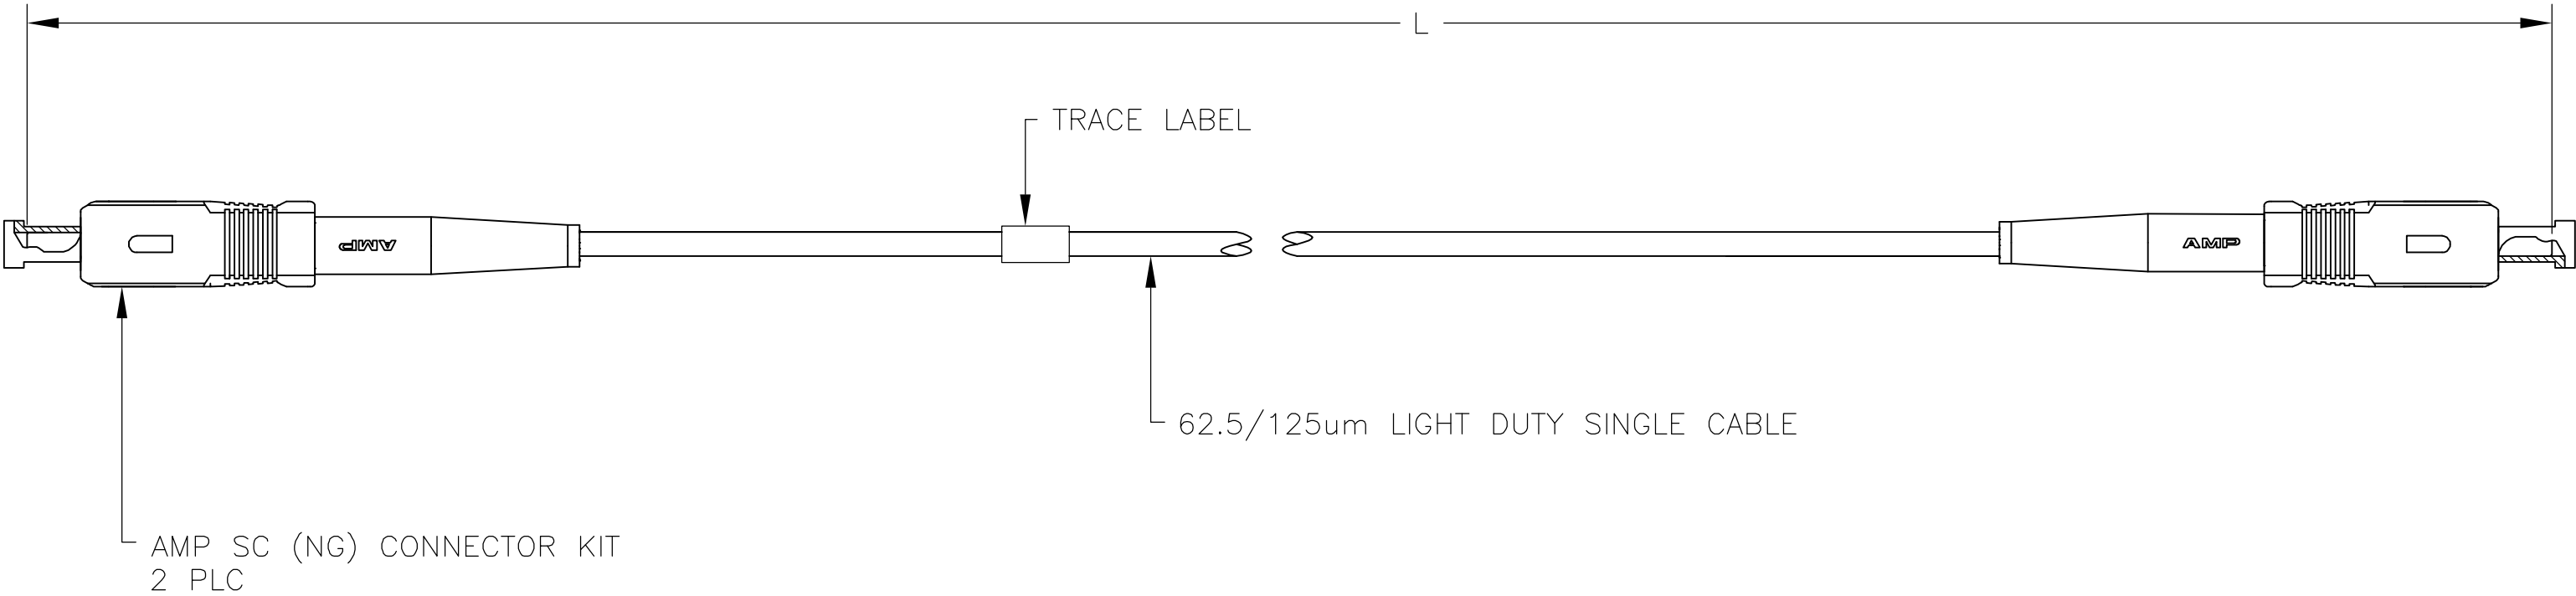 L
TRACE LABEL
AMP
AMP
62.5/125um LIGHT DUTY SINGLE CABLE
AMP SC (NG) CONNECTOR KIT
2 PLC